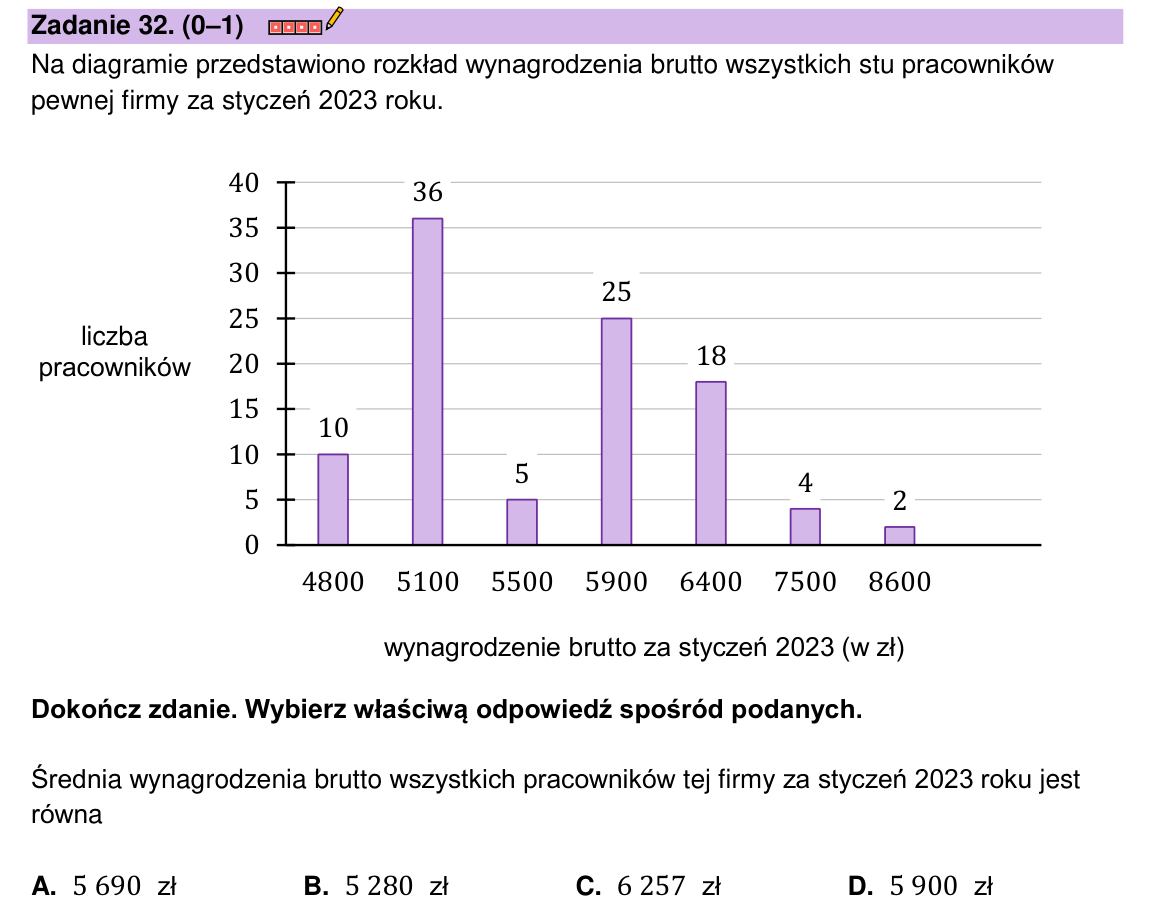 Zadanie 32. (0–1)
Na diagramie przedstawiono rozkład wynagrodzenia brutto wszystkich stu pracowników
pewnej firmy za styczeń 2023 roku.
40
35
30
25
20
15
10
5
0
liczba
pracowników
10
36
5
25
18
4
2
4800 5100 5500 5900 6400 7500 8600
wynagrodzenie brutto za styczeń 2023 (w zł)
Dokończ zdanie. Wybierz właściwą odpowiedź spośród podanych.
Średnia wynagrodzenia brutto wszystkich pracowników tej firmy za styczeń 2023 roku jest
równa
A. 5 690 zł B. 5 280 zł C. 6 257 zł D. 5 900 zł